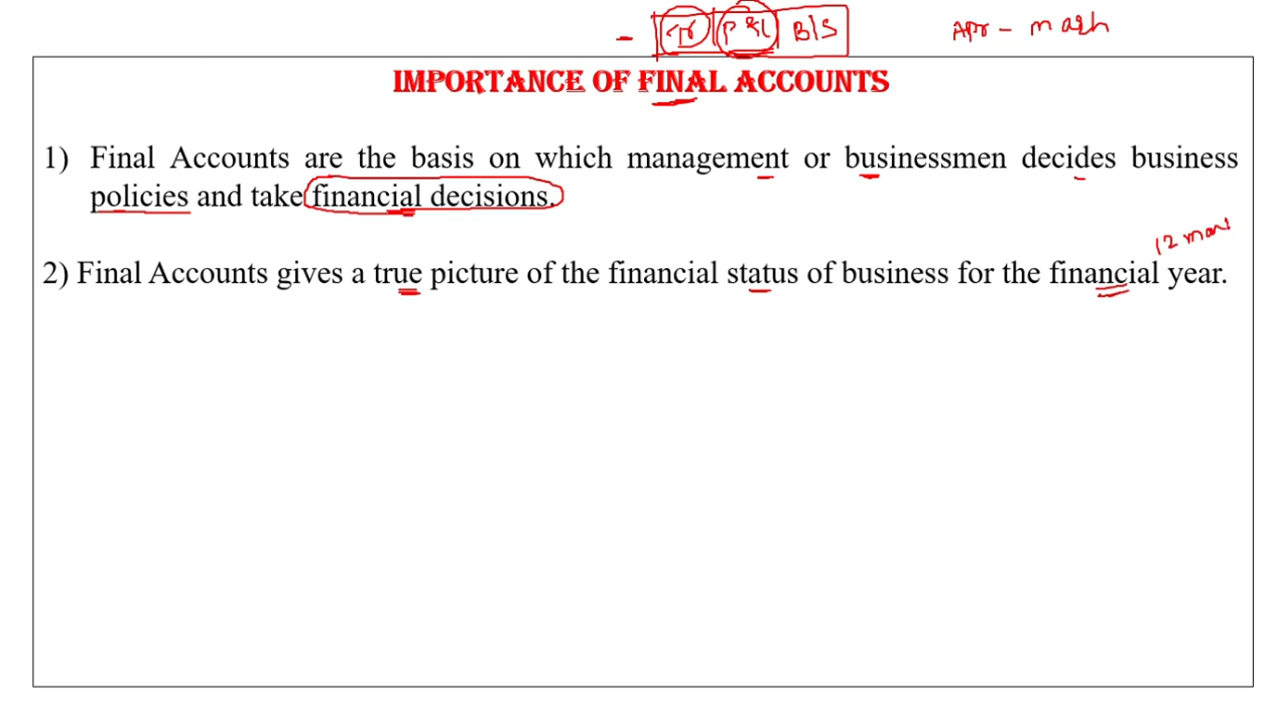 Tr P&L B/S Apr - mash
IMPORTANCE OF FINAL ACCOUNTS
1) Final Accounts are the basis on which management or businessmen decides business
policies and take financial decisions.
12 mon
2) Final Accounts gives a true picture of the financial status of business for the financial year.